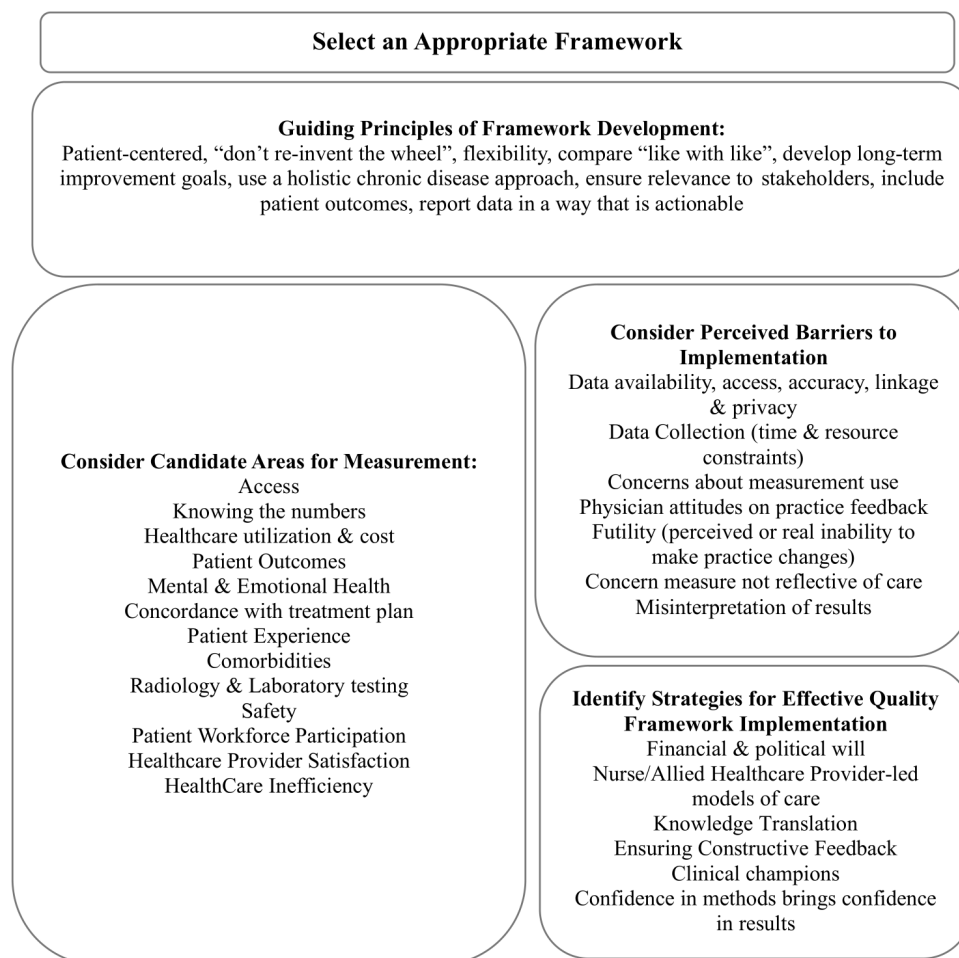 Select an Appropriate Framework
Guiding Principles of Framework Development:
Patient-centered, “don’t re-invent the wheel”, flexibility, compare “like with like”, develop long-term
improvement goals, use a holistic chronic disease approach, ensure relevance to stakeholders, include
patient outcomes, report data in a way that is actionable
Consider Candidate Areas for Measurement:
Access
Knowing the numbers
Healthcare utilization & cost
Patient Outcomes
Mental & Emotional Health
Concordance with treatment plan
Patient Experience
Comorbidities
Radiology & Laboratory testing
Safety
Patient Workforce Participation
Healthcare Provider Satisfaction
HealthCare Inefficiency
Consider Perceived Barriers to
Implementation
Data availability, access, accuracy, linkage
& privacy
Data Collection (time & resource
constraints)
Concerns about measurement use
Physician attitudes on practice feedback
Futility (perceived or real inability to
make practice changes)
Concern measure not reflective of care
Misinterpretation of results
Identify Strategies for Effective Quality
Framework Implementation
Financial & political will
Nurse/Allied Healthcare Provider-led
models of care
Knowledge Translation
Ensuring Constructive Feedback
Clinical champions
Confidence in methods brings confidence
in results